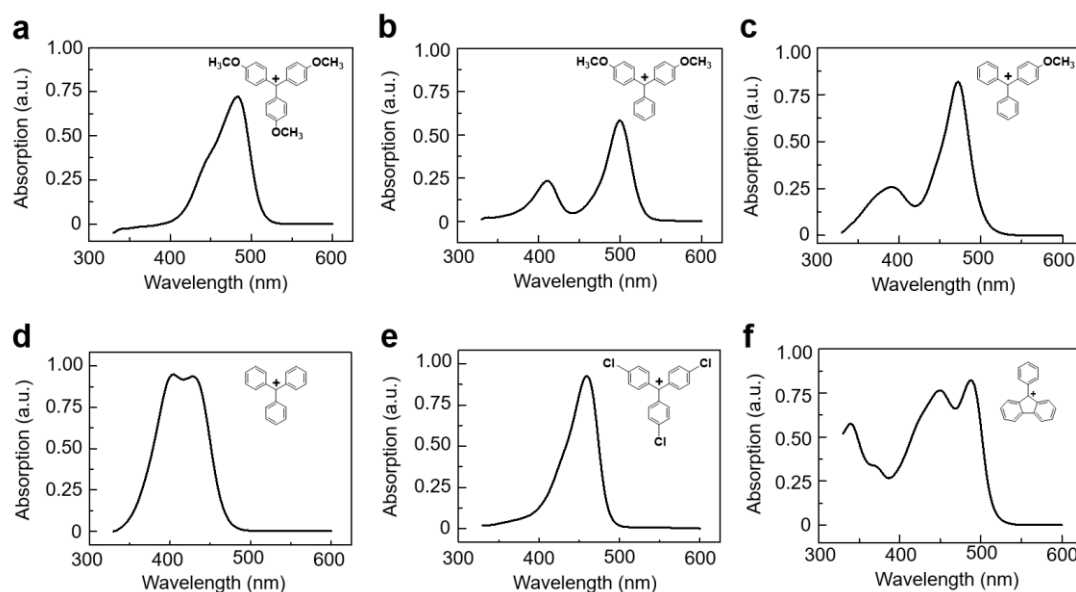 a
1.00
0.75
0.50
0.25
0
Absorption (a.u.)
300 400 500 600
Wavelength (nm)
H₃CO
OCH₃
+
OCH₃
b
1.00
0.75
0.50
0.25
0
Absorption (a.u.)
300 400 500 600
Wavelength (nm)
H₃CO
OCH₃
+
c
1.00
0.75
0.50
0.25
0
Absorption (a.u.)
300 400 500 600
Wavelength (nm)
OCH₃
+
d
1.00
0.75
0.50
0.25
0
Absorption (a.u.)
300 400 500 600
Wavelength (nm)
+
e
1.00
0.75
0.50
0.25
0
Absorption (a.u.)
300 400 500 600
Wavelength (nm)
Cl
Cl
+
Cl
f
1.00
0.75
0.50
0.25
0
Absorption (a.u.)
300 400 500 600
Wavelength (nm)
+